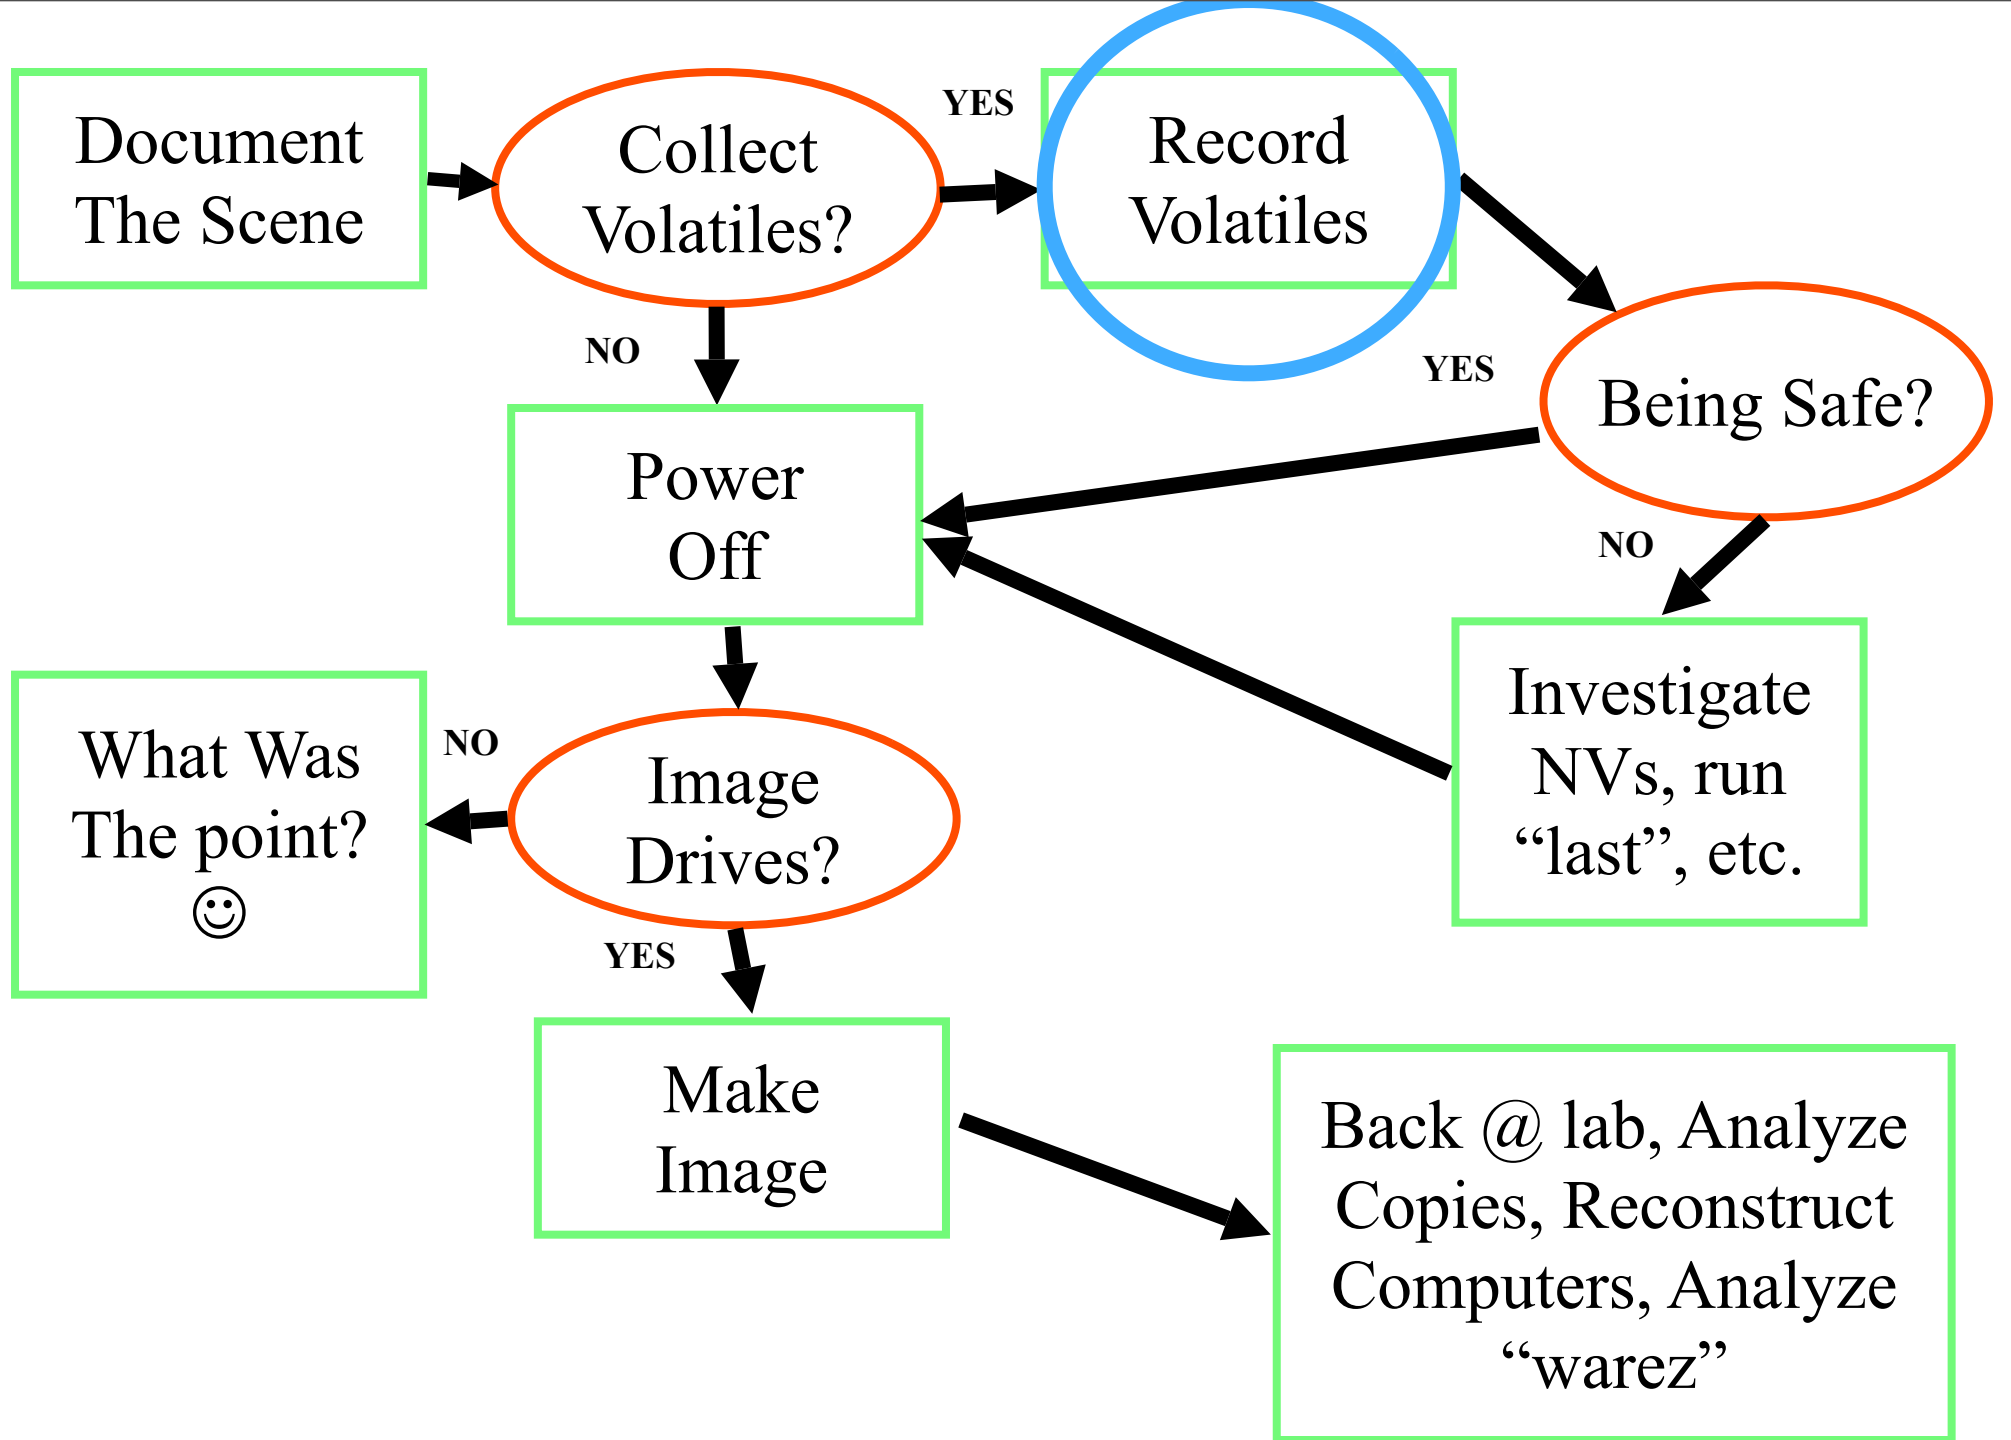 Document
The Scene
Collect
Volatiles?
YES
Record
Volatiles
NO
YES
Being Safe?
Power
Off
NO
Investigate
NVs, run
“last”, etc.
What Was
The point?
☺
NO
Image
Drives?
YES
Make
Image
Back @ lab, Analyze
Copies, Reconstruct
Computers, Analyze
“warez”